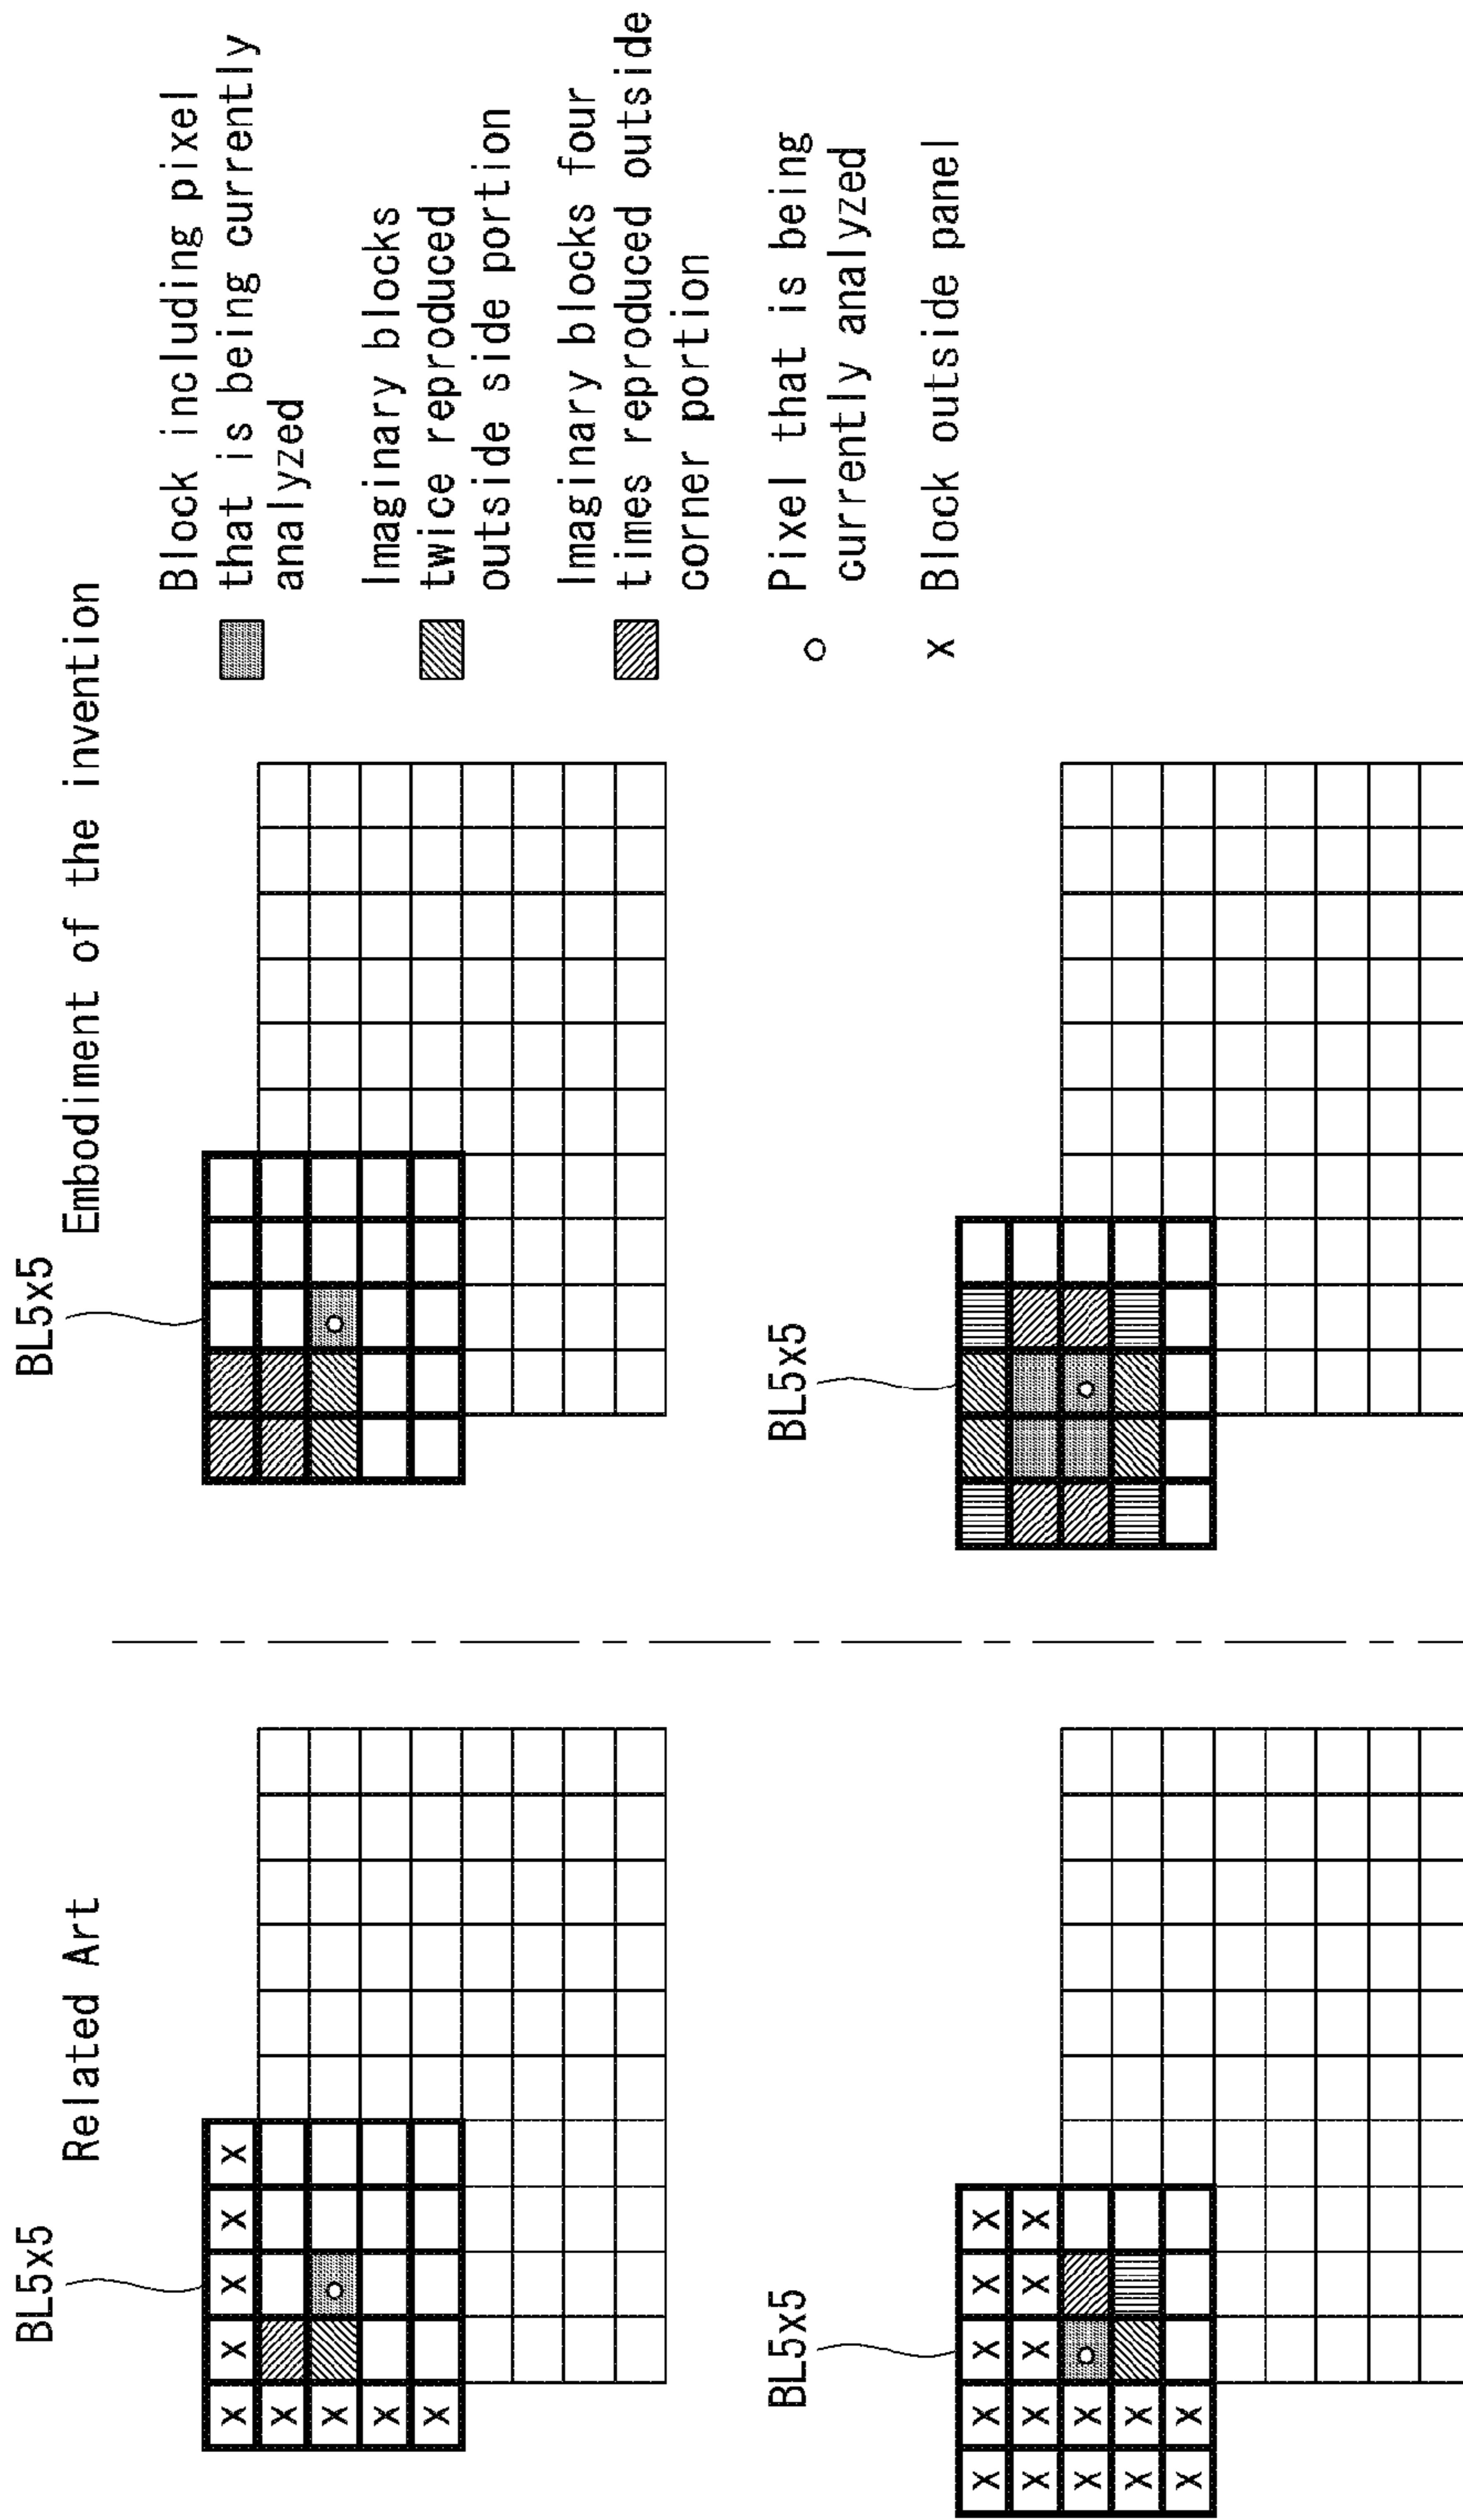 BL5x5
Related Art
X X X X X
X
X
X
X
BL5x5
X X X X X
X X X X X
X X
X X
X X
BL5x5
Embodiment of the invention
BL5x5
Block including pixel
that is being currently
analyzed
Imaginary blocks
twice reproduced
outside side portion
Imaginary blocks four
times reproduced outside
corner portion
○ Pixel that is being
currently analyzed
X Block outside panel